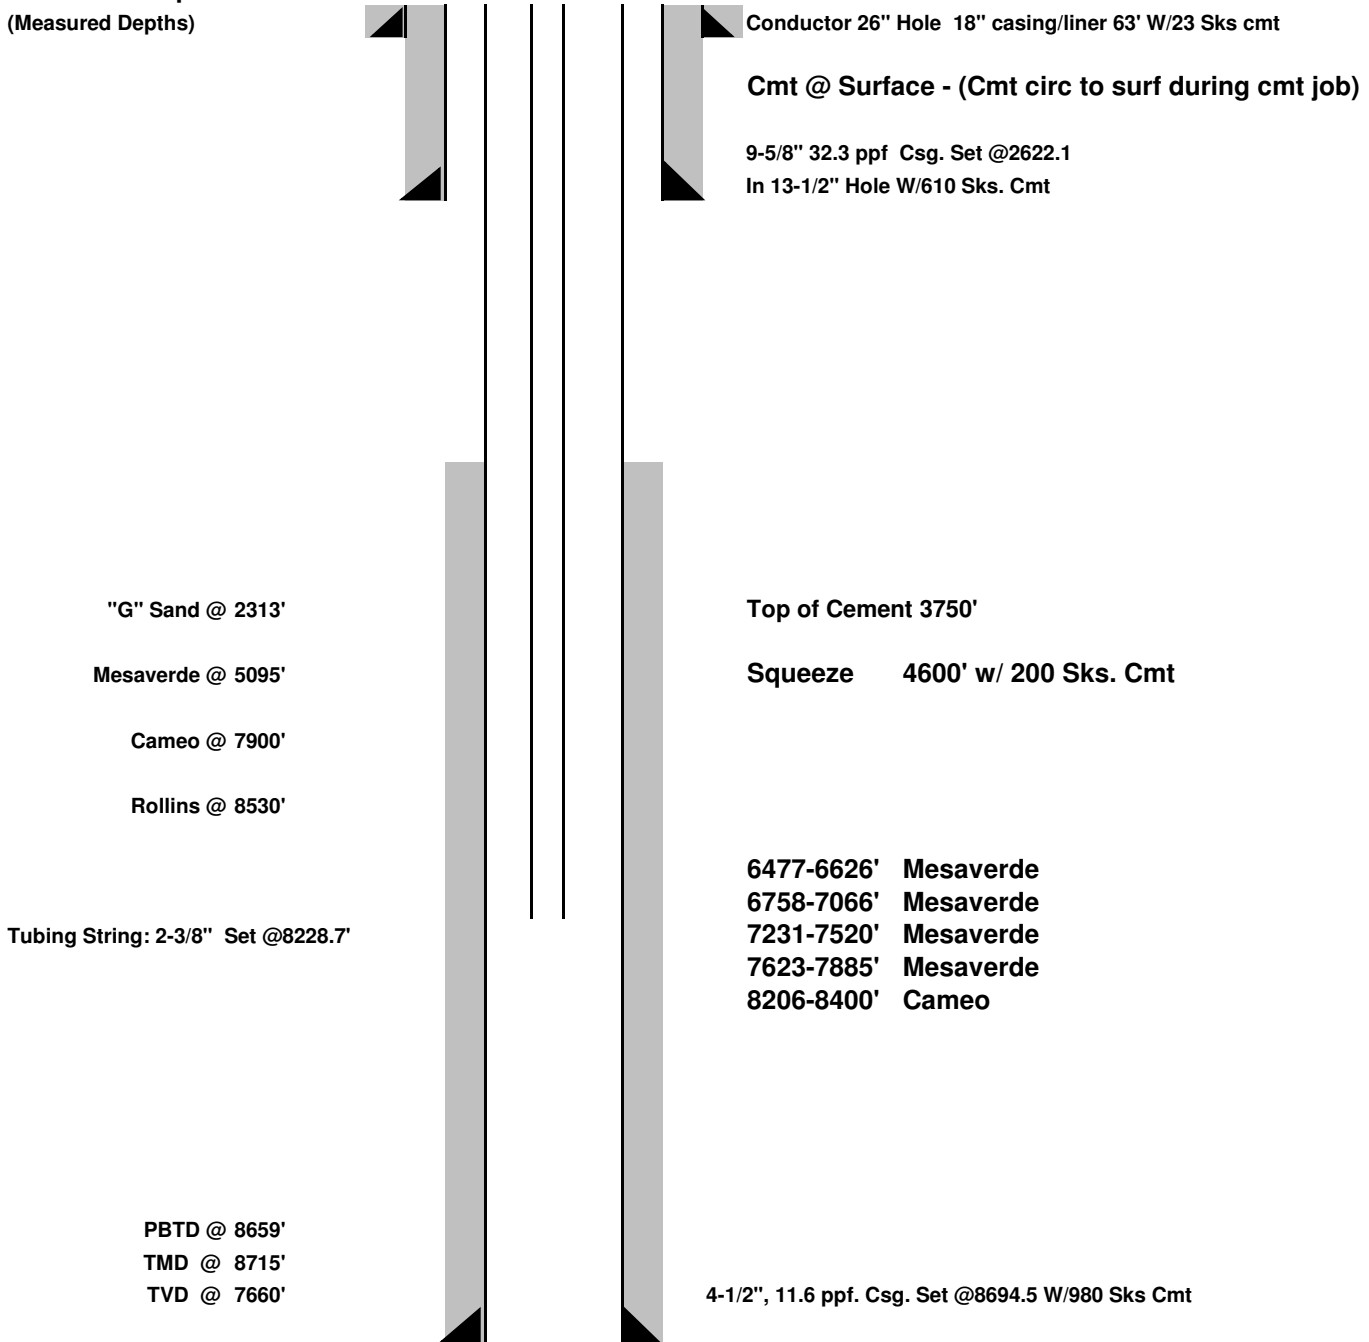 (Measured Depths)
Conductor 26" Hole 18" casing/liner 63' W/23 Sks cmt
Cmt @ Surface - (Cmt circ to surf during cmt job)
9-5/8" 32.3 ppf Csg. Set @2622.1
In 13-1/2" Hole W/610 Sks. Cmt
"G" Sand @ 2313'
Top of Cement 3750'
Mesaverde @ 5095'
Squeeze 4600' w/ 200 Sks. Cmt
Cameo @ 7900'
Rollins @ 8530'
6477-6626' Mesaverde
6758-7066' Mesaverde
Tubing String: 2-3/8" Set @8228.7'
7231-7520' Mesaverde
7623-7885' Mesaverde
8206-8400' Cameo
PBTD @ 8659'
TMD @ 8715'
TVD @ 7660'
4-1/2", 11.6 ppf. Csg. Set @8694.5 W/980 Sks Cmt